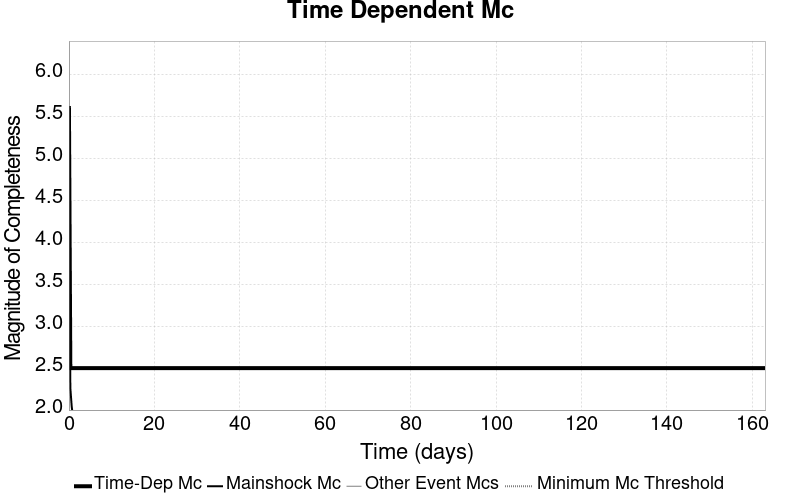 Time Dependent Mc
Magnitude of Completeness
6.0
5.5
5.0
4.5
4.0
3.5
3.0
2.5
2.0
0 20 40 60 80 100 120 140 160
Time (days)
Time-Dep Mc Mainshock Mc Other Event Mcs Minimum Mc Threshold